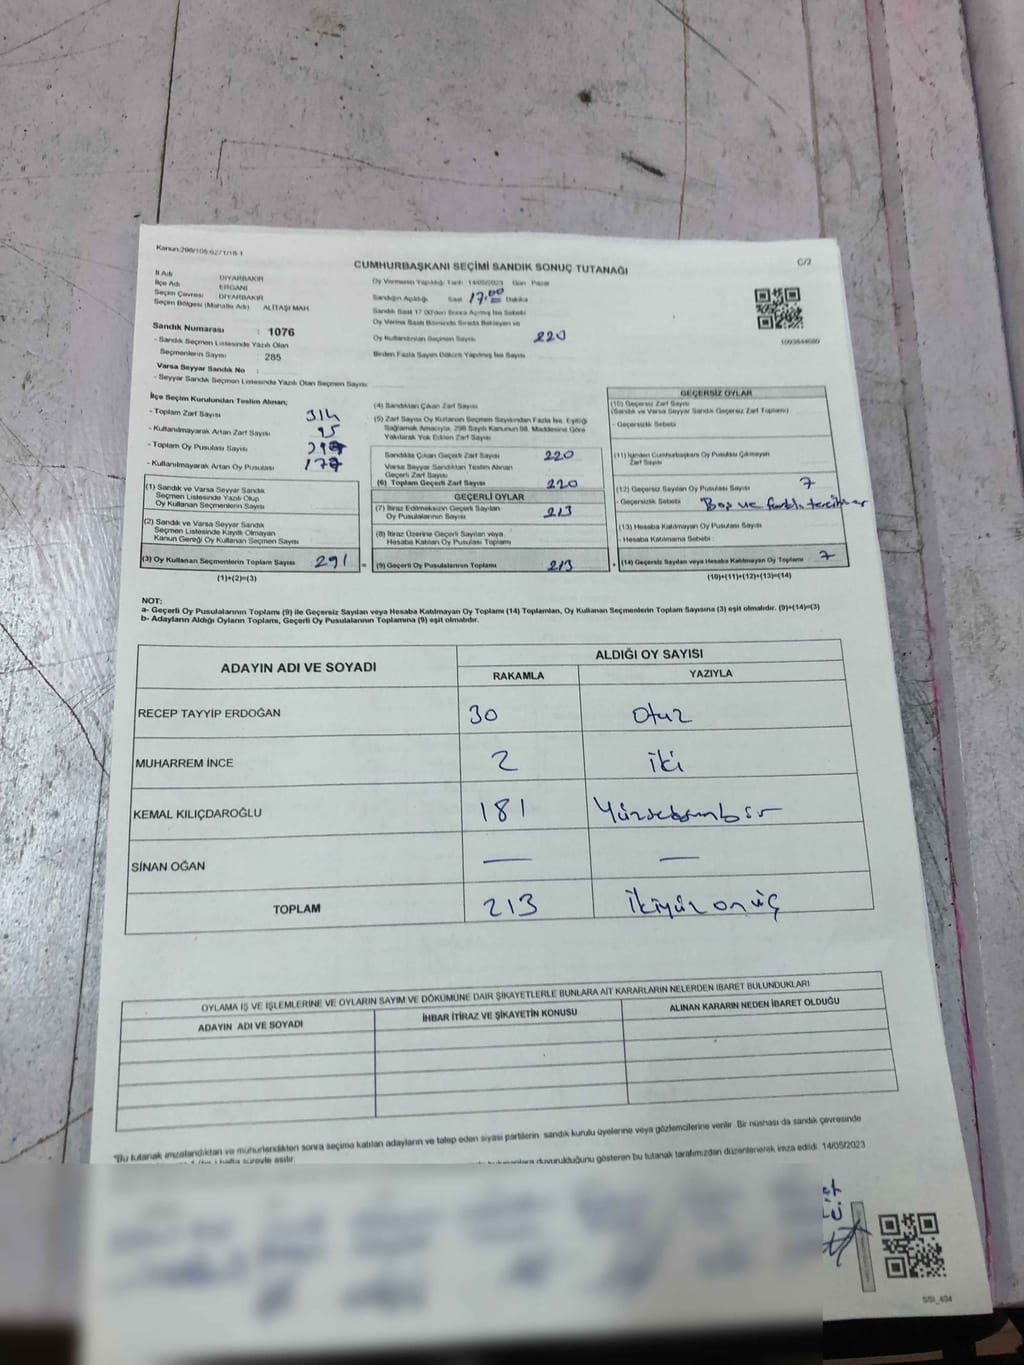 Kanun:298/105:6271/18-1
C/2
CUMHURBAŞKANI SEÇİMİ SANDIK SONUÇ TUTANAĞI
İl Adı : DİYARBAKIR
İlçe Adı : ERGANİ
Seçim Çevresi : DİYARBAKIR
Seçim Bölgesi (Mahalle Adı) ALİTAŞI MAH.
Sandık Numarası : 1076
- Sandık Seçmen Listesinde Yazılı Olan
Seçmenlerin Sayısı : 285
Varsa Seyyar Sandık No :
- Seyyar Sandık Seçmen Listesinde Yazılı Olan Seçmen Sayısı:
Oy Vermenin Yapıldığı Tarih: 14/05/2023 Gün: Pazar
Sandığın Açıldığı Saat 17:00 Dakika
Sandık Saat 17:00'den Sonra Açılmış İse Sebebi
Oy Verme Saati Bitiminde Sırada Bekleyen ve
Oy Kullandırılan Seçmen Sayısı 220
Birden Fazla Sayım Döküm Yapılmış İse Sayısı
İlçe Seçim Kurulundan Teslim Alınan;
- Toplam Zarf Sayısı 314
- Kullanılmayarak Artan Zarf Sayısı 95
- Toplam Oy Pusulası Sayısı
- Kullanılmayarak Artan Oy Pusulası
(1) Sandık ve Varsa Seyyar Sandık
Seçmen Listesinde Yazılı Olup
Oy Kullanan Seçmenlerin Sayısı
(2) Sandık ve Varsa Seyyar Sandık
Seçmen Listesinde Kayıtlı Olmayan
Kanun Gereği Oy Kullanan Seçmen Sayısı
(3) Oy Kullanan Seçmenlerin Toplam Sayısı 291
(1)+(2)=(3)
(4) Sandıktan Çıkan Zarf Sayısı
(5) Zarf Sayısı Oy Kullanan Seçmen Sayısından Fazla İse, Eşitliği
Sağlamak Amacıyla, 298 Sayılı Kanunun 98. Maddesine Göre
Yakılarak Yok Edilen Zarf Sayısı
Sandıkta Çıkan Geçerli Zarf Sayısı 220
Varsa Seyyar Sandıktan Teslim Alınan
Geçerli Zarf Sayısı
(6) Toplam Geçerli Zarf Sayısı 220
GEÇERLİ OYLAR
(7) İtiraz Edilmeksizin Geçerli Sayılan
Oy Pusulalarının Sayısı 213
(8) İtiraz Üzerine Geçerli Sayılan veya
Hesaba Katılan Oy Pusulası Toplamı
(9) Geçerli Oy Pusulalarının Toplamı 213
1093844680
GEÇERSİZ OYLAR
(10) Geçersiz Zarf Sayısı
(Sandık ve Varsa Seyyar Sandık Geçersiz Zarf Toplamı)
- Geçersizlik Sebebi
(11) İçinden Cumhurbaşkanı Oy Pusulası Çıkmayan
Zarf Sayısı
(12) Geçersiz Sayılan Oy Pusulası Sayısı 7
- Geçersizlik Sebebi Boş ve farklı tercihler
(13) Hesaba Katılmayan Oy Pusulası Sayısı
- Hesaba Katılmama Sebebi :
(14) Geçersiz Sayılan veya Hesaba Katılmayan Oy Toplamı 7
(10)+(11)+(12)+(13)=(14)
NOT:
a- Geçerli Oy Pusulalarının Toplamı (9) ile Geçersiz Sayılan veya Hesaba Katılmayan Oy Toplamı (14) Toplamları, Oy Kullanan Seçmenlerin Toplam Sayısına (3) eşit olmalıdır. (9)+(14)=(3)
b- Adayların Aldığı Oyların Toplamı, Geçerli Oy Pusulalarının Toplamına (9) eşit olmalıdır.
ADAYIN ADI VE SOYADI
ALDIĞI OY SAYISI
RAKAMLA YAZIYLA
RECEP TAYYİP ERDOĞAN 30 Otuz
MUHARREM İNCE 2 İki
KEMAL KILIÇDAROĞLU 181 Yüzseksenbir
SİNAN OĞAN — —
TOPLAM 213 İkiyüz onüç
OYLAMA İŞ VE İŞLEMLERİNE VE OYLARIN SAYIM VE DÖKÜMÜNE DAİR ŞİKAYETLERLE BUNLARA AİT KARARLARIN NELERDEN İBARET BULUNDUKLARI
ADAYIN ADI VE SOYADI İHBAR İTİRAZ VE ŞİKAYETİN KONUSU ALINAN KARARIN NEDEN İBARET OLDUĞU
"Bu tutanak imzalandıktan ve mühürlendikten sonra seçime katılan adayların ve talep eden siyasi partilerin sandık kurulu üyelerine veya gözlemcilerine verilir. Bir nüshası da sandık çevresinde
hafta süreyle asılır. duyurulduğunu gösteren bu tutanak tarafımızdan düzenlenerek imza edildi. 14/05/2023
SSI_404